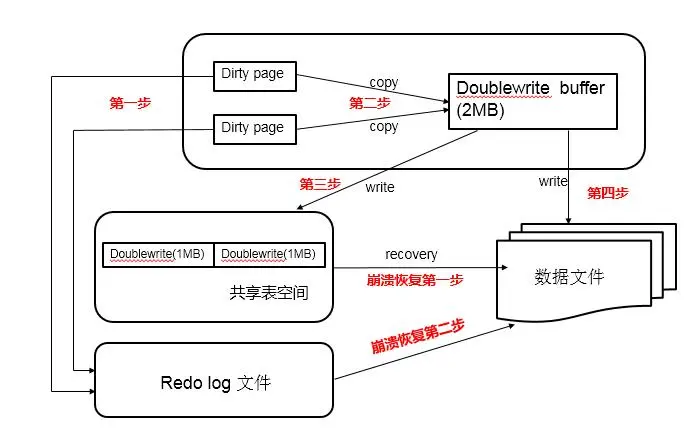 Dirty page
copy
第一步
第二步
Doublewrite buffer
(2MB)
Dirty page
copy
第三步
write
write
第四步
Doublewrite(1MB)
Doublewrite(1MB)
共享表空间
recovery
崩溃恢复第一步
数据文件
崩溃恢复第二步
Redo log 文件